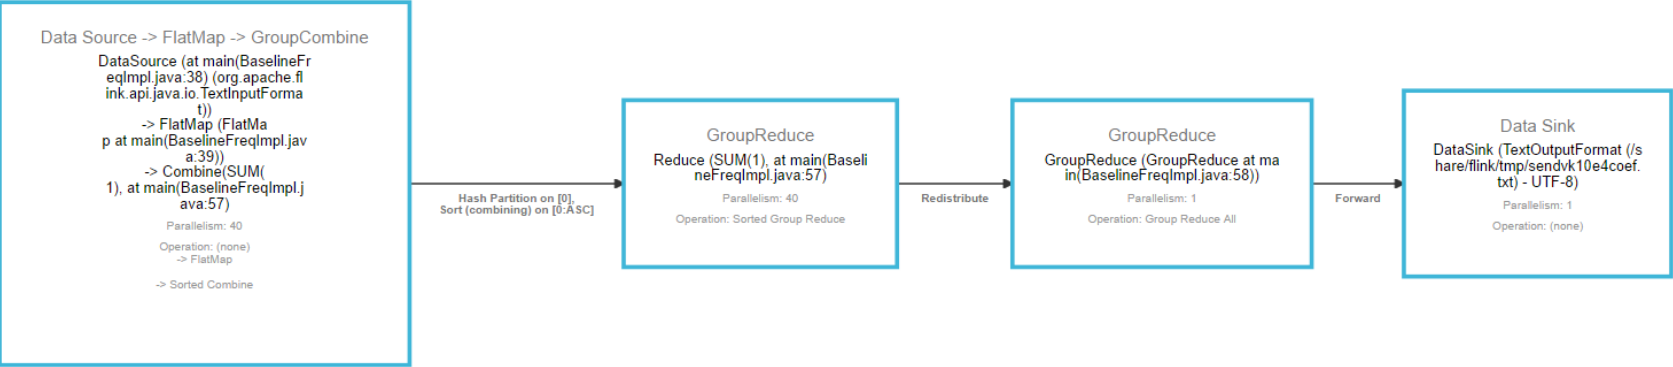 Data Source -> FlatMap -> GroupCombine
DataSource (at main(BaselineFr
eqImpl.java:38) (org.apache.fl
ink.api.java.io.TextInputForma
t))
-> FlatMap (FlatMa
p at main(BaselineFreqImpl.jav
a:39))
-> Combine(SUM(
1), at main(BaselineFreqImpl.j
ava:57)
Parallelism: 40
Operation: (none)
-> FlatMap
-> Sorted Combine
Hash Partition on [0],
Sort (combining) on [0:ASC]
GroupReduce
Reduce (SUM(1), at main(Baseli
neFreqImpl.java:57)
Parallelism: 40
Operation: Sorted Group Reduce
Redistribute
GroupReduce
GroupReduce (GroupReduce at ma
in(BaselineFreqImpl.java:58))
Parallelism: 1
Operation: Group Reduce All
Forward
Data Sink
DataSink (TextOutputFormat (/s
hare/flink/tmp/sendvk10e4coef.
txt) - UTF-8)
Parallelism: 1
Operation: (none)